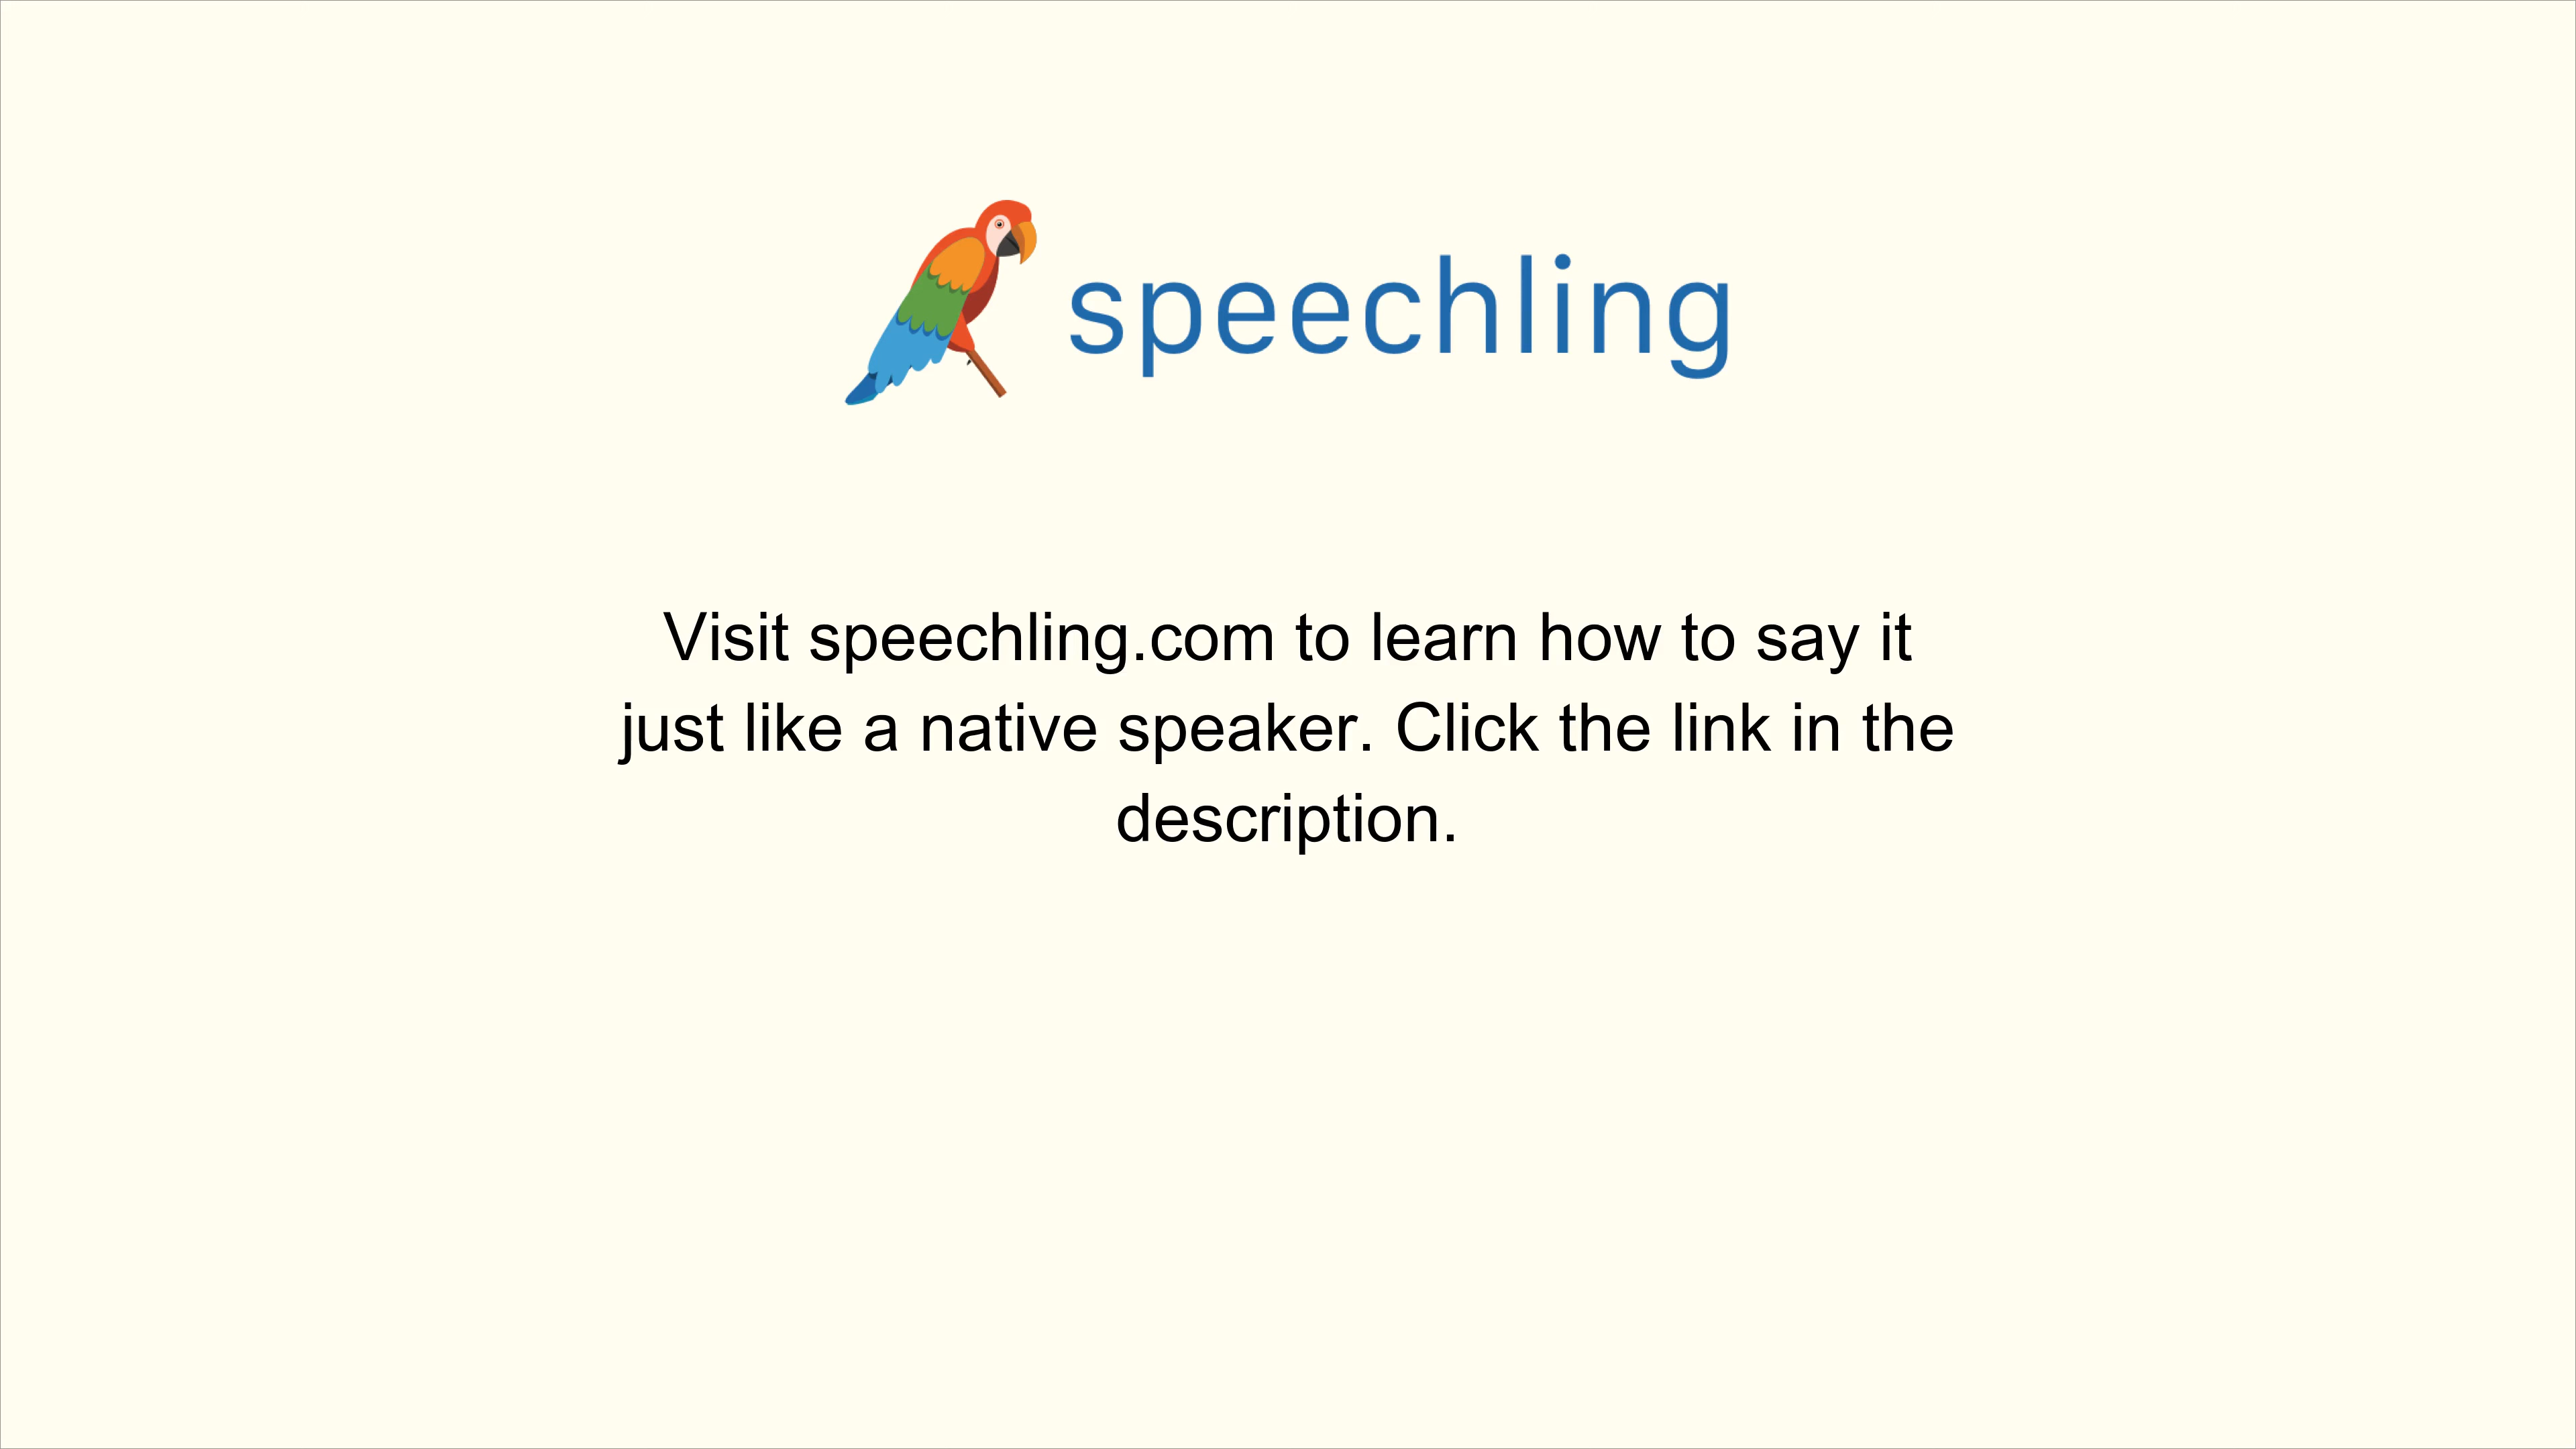 speechling
Visit speechling.com to learn how to say it
just like a native speaker. Click the link in the
description.